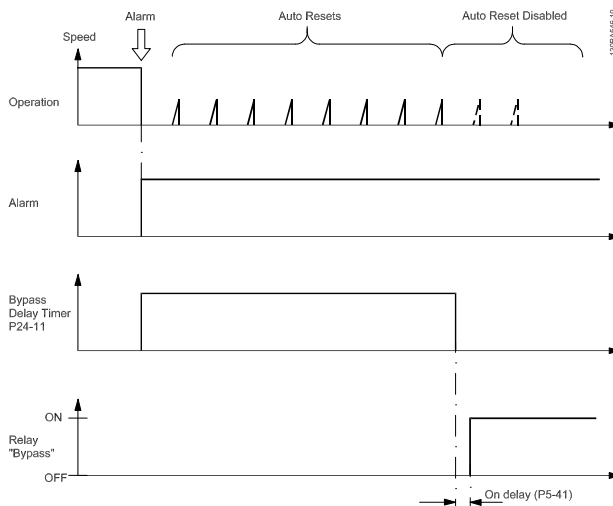 Alarm
Auto Resets
Auto Reset Disabled
Speed
Operation
Alarm
Bypass
Delay Timer
P24-11
ON
Relay
"Bypass"
OFF
On delay (P5-41)